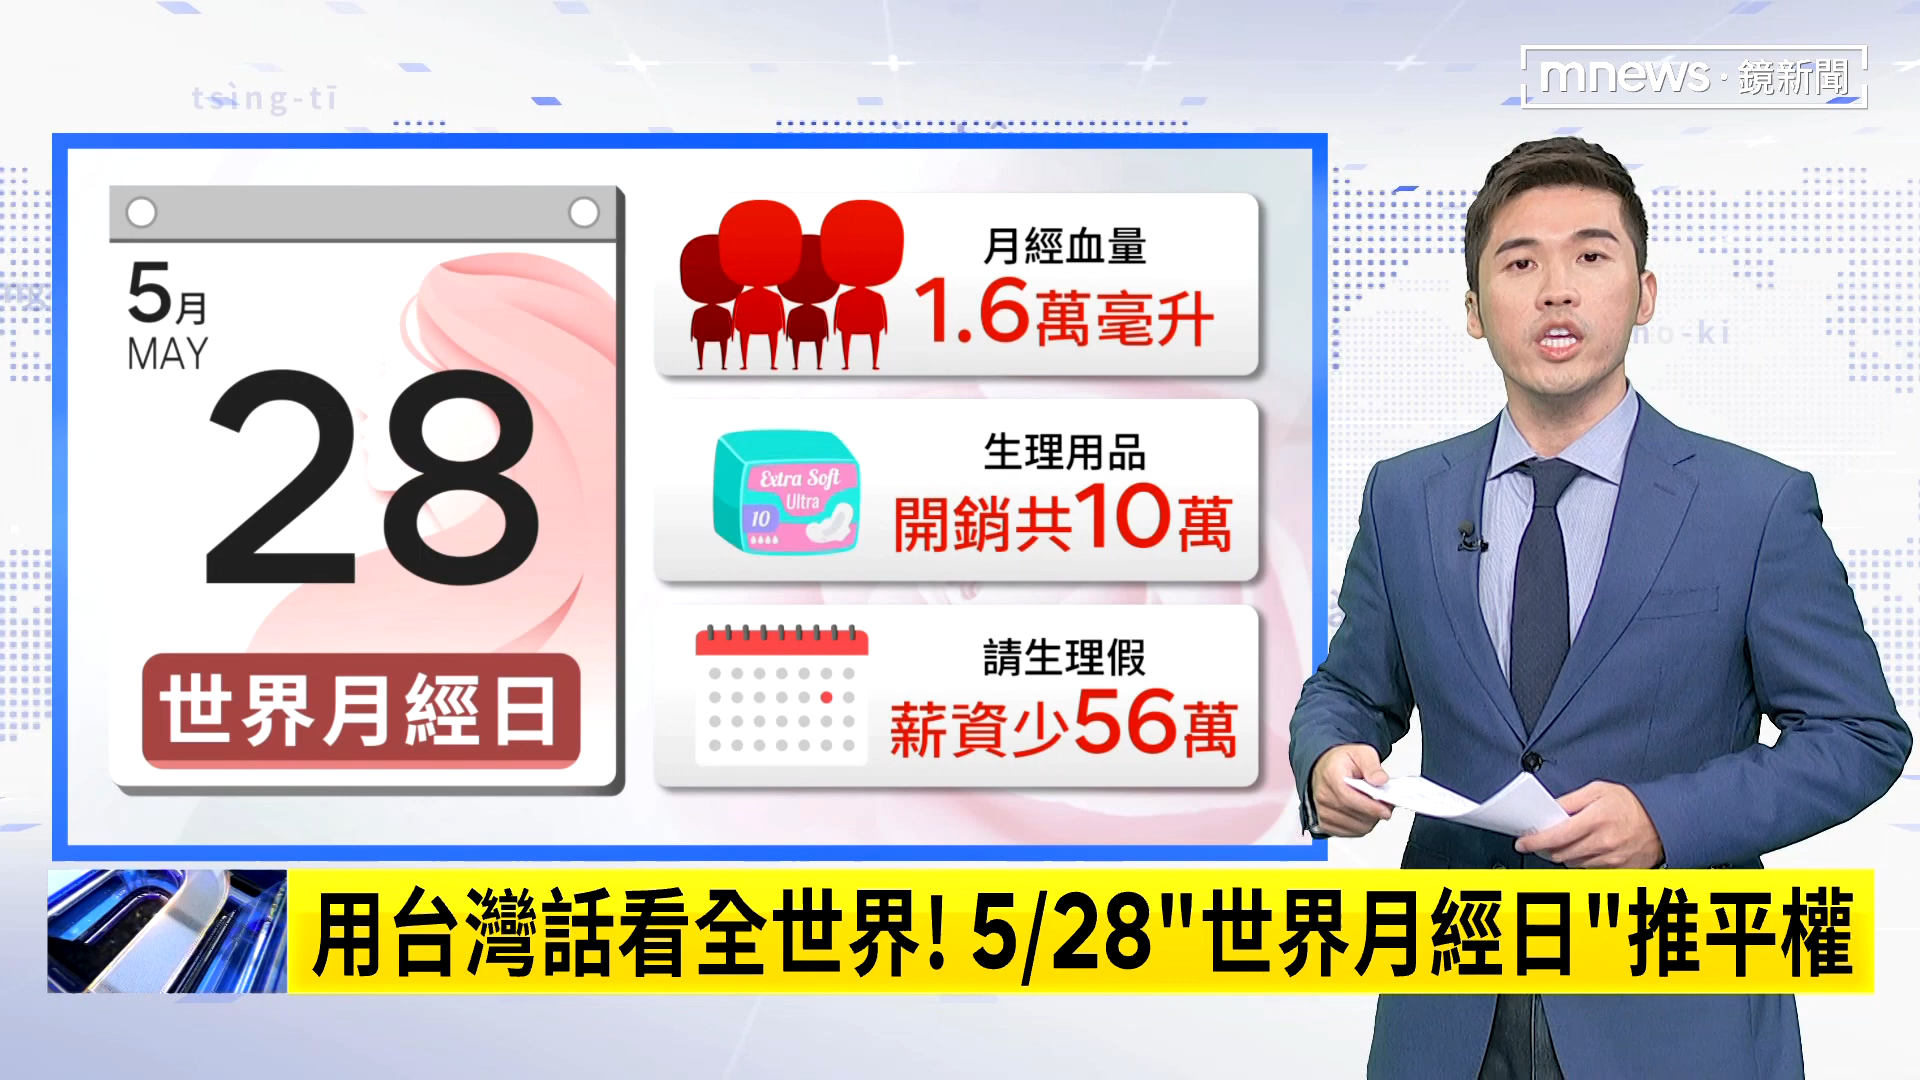 tsìng-tī
mnews·鏡新聞
5月
MAY
28
世界月經日
月經血量
1.6萬毫升
Extra Soft
Ultra
10
生理用品
開銷共10萬
請生理假
薪資少56萬
no-ki
用台灣話看全世界! 5/28"世界月經日"推平權